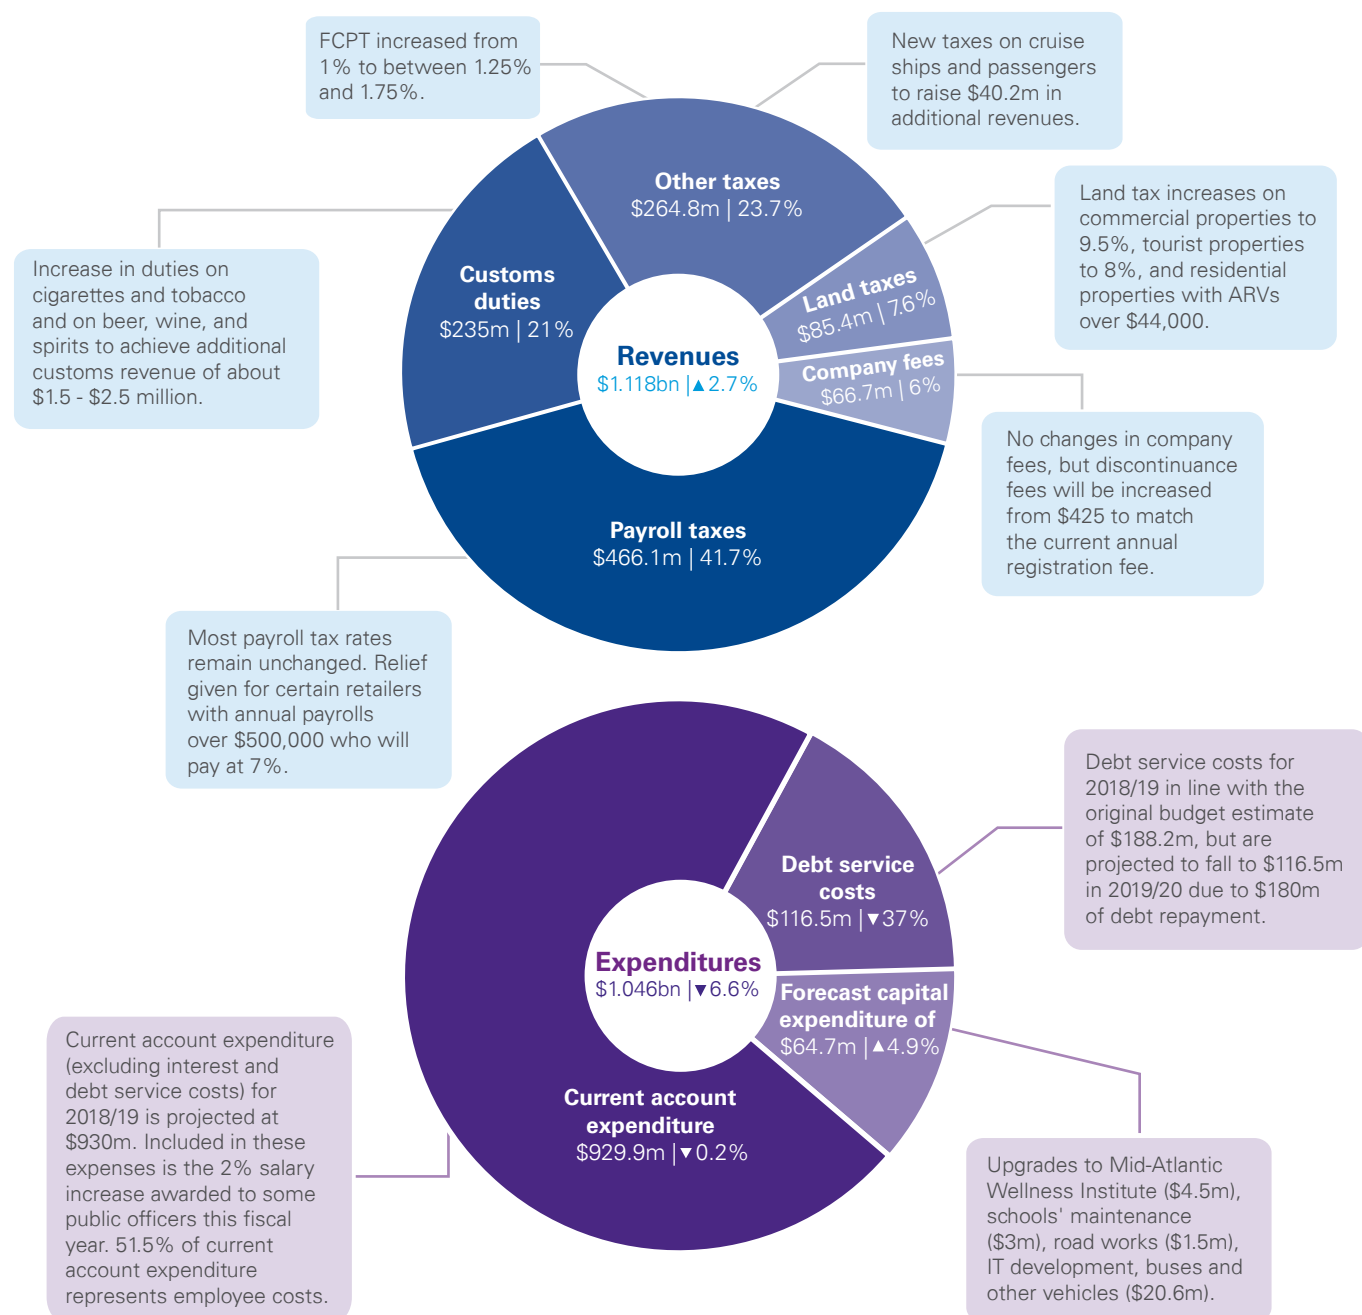 FCPT increased from
1% to between 1.25%
and 1.75%.
New taxes on cruise
ships and passengers
to raise $40.2m in
additional revenues.
Other taxes
$264.8m | 23.7%
Land tax increases on
commercial properties to
9.5%, tourist properties
to 8%, and residential
properties with ARVs
over $44,000.
Increase in duties on
cigarettes and tobacco
and on beer, wine, and
spirits to achieve additional
customs revenue of about
$1.5 - $2.5 million.
Customs
duties
$235m | 21%
Land taxes
$85.4m | 7.6%
Revenues
$1.118bn |▲2.7%
Company fees
$66.7m | 6%
No changes in company
fees, but discontinuance
fees will be increased
from $425 to match
the current annual
registration fee.
Payroll taxes
$466.1m | 41.7%
Most payroll tax rates
remain unchanged. Relief
given for certain retailers
with annual payrolls
over $500,000 who will
pay at 7%.
Debt service costs for
2018/19 in line with the
original budget estimate
of $188.2m, but are
projected to fall to $116.5m
in 2019/20 due to $180m
of debt repayment.
Debt service
costs
$116.5m |▼37%
Expenditures
$1.046bn |▼6.6%
Forecast capital
expenditure of
$64.7m |▲4.9%
Current account expenditure
(excluding interest and
debt service costs) for
2018/19 is projected at
$930m. Included in these
expenses is the 2% salary
increase awarded to some
public officers this fiscal
year. 51.5% of current
account expenditure
represents employee costs.
Current account
expenditure
$929.9m |▼0.2%
Upgrades to Mid-Atlantic
Wellness Institute ($4.5m),
schools' maintenance
($3m), road works ($1.5m),
IT development, buses and
other vehicles ($20.6m).